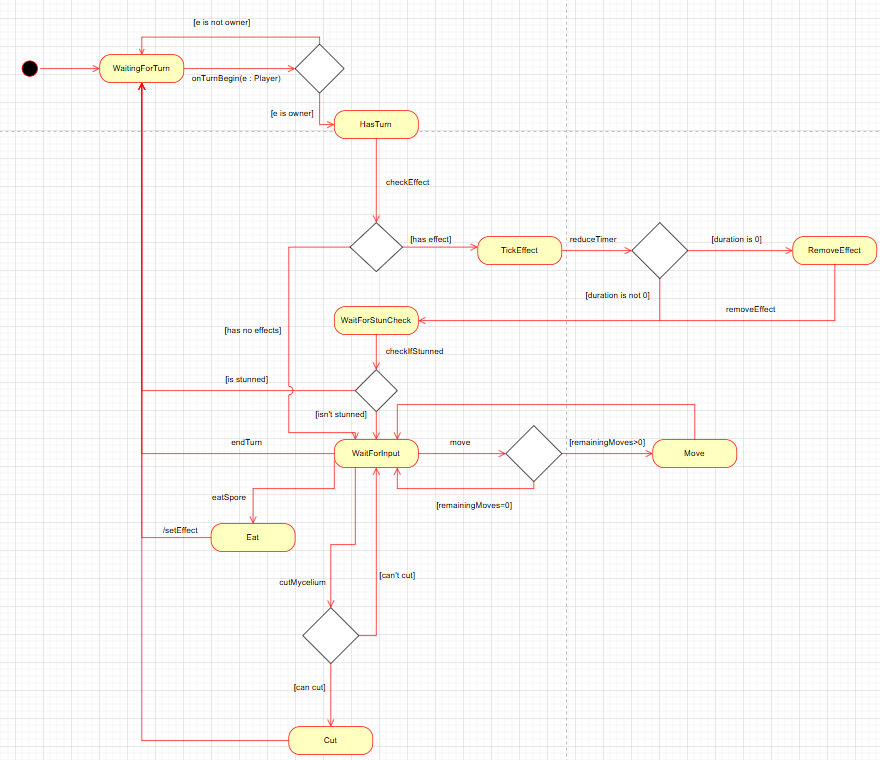 [e is not owner]
WaitingForTurn
onTurnBegin(e : Player)
[e is owner]
HasTurn
checkEffect
[has effect]
TickEffect
reduceTimer
[duration is 0]
RemoveEffect
[duration is not 0]
removeEffect
WaitForStunCheck
[has no effects]
checkIfStunned
[is stunned]
[isn't stunned]
endTurn
WaitForInput
move
[remainingMoves>0]
Move
eatSpore
[remainingMoves=0]
/setEffect
Eat
cutMycelium
[can't cut]
[can cut]
Cut